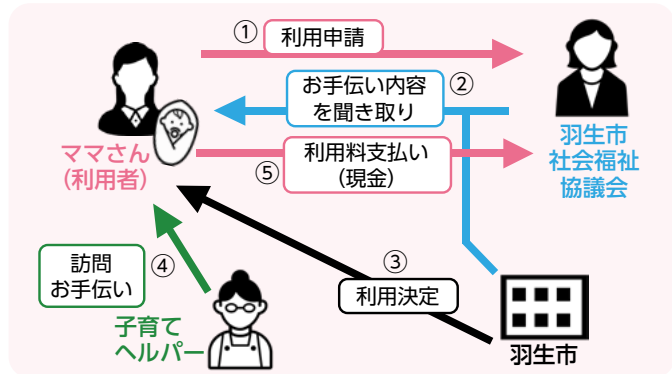 ①
利用申請
お手伝い内容
を聞き取り
②
ママさん
（利用者）
羽生市
社会福祉
協議会
⑤
利用料支払い
（現金）
訪問
お手伝い
④
③
利用決定
子育て
ヘルパー
羽生市